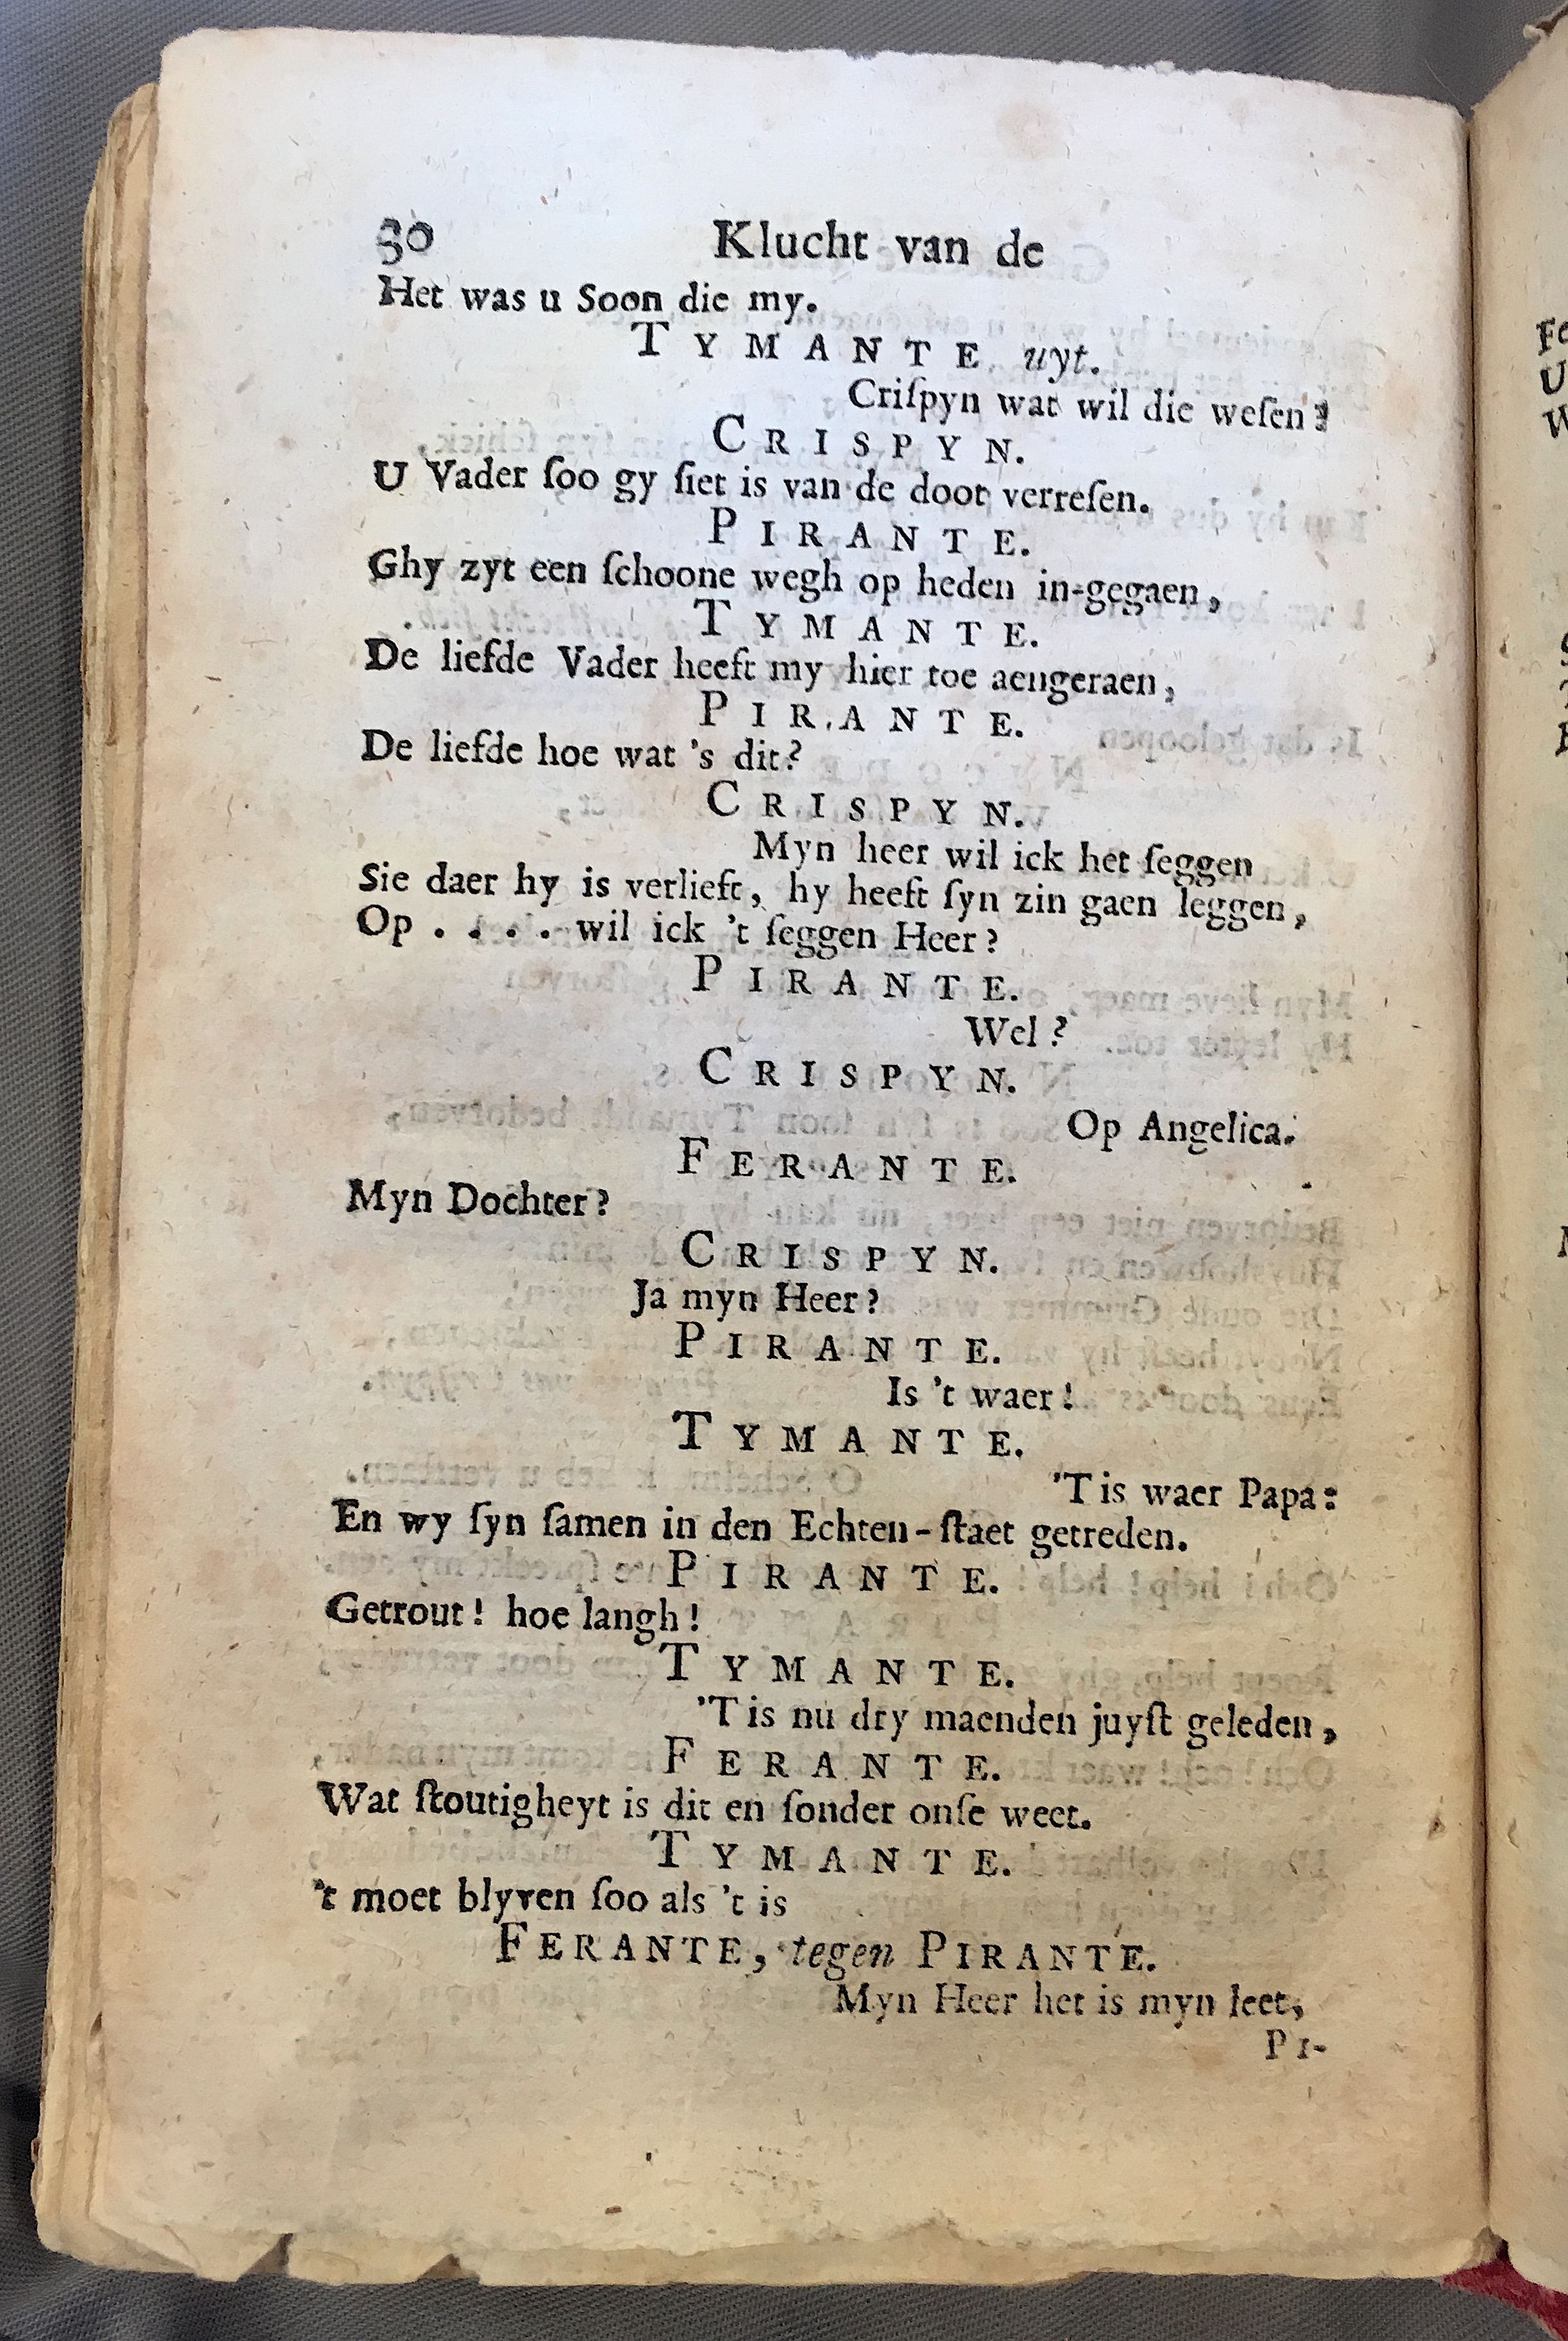 30 Klucht van de
Het was u Soon die my.
TYMANTE uyt.
Criſpyn wat wil die weſen?
CRISPYN.
U Vader ſoo gy ſiet is van de doot verreſen.
PIRANTE.
Ghy zyt een ſchoone wegh op heden in-gegaen,
TYMANTE.
De liefde Vader heeft my hier toe aengeraen,
PIRANTE.
De liefde hoe wat 's dit?
CRISPYN.
Myn heer wil ick het ſeggen
Sie daer hy is verlieft, hy heeft ſyn zin gaen leggen,
Op . . . . wil ick 't ſeggen Heer?
PIRANTE.
Wel?
CRISPYN.
Op Angelica.
FERANTE.
Myn Dochter?
CRISPYN.
Ja myn Heer?
PIRANTE.
Is 't waer!
TYMANTE.
'Tis waer Papa:
En wy ſyn ſamen in den Echten-ſtaet getreden.
PIRANTE.
Getrout! hoe langh!
TYMANTE.
'Tis nu dry maenden juyſt geleden,
FERANTE.
Wat ſtoutigheyt is dit en ſonder onſe weet.
TYMANTE.
't moet blyven ſoo als 't is
FERANTE, tegen PIRANTE.
Myn Heer het is myn leet,
PI-